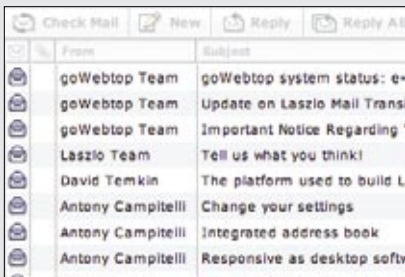 Check Mail New Reply Reply All
From Subject
goWebtop Team goWebtop system status: e-
goWebtop Team Update on Laszlo Mail Transi
goWebtop Team Important Notice Regarding
Laszlo Team Tell us what you think!
David Temkin The platform used to build L
Antony Campitelli Change your settings
Antony Campitelli Integrated address book
Antony Campitelli Responsive as desktop softw